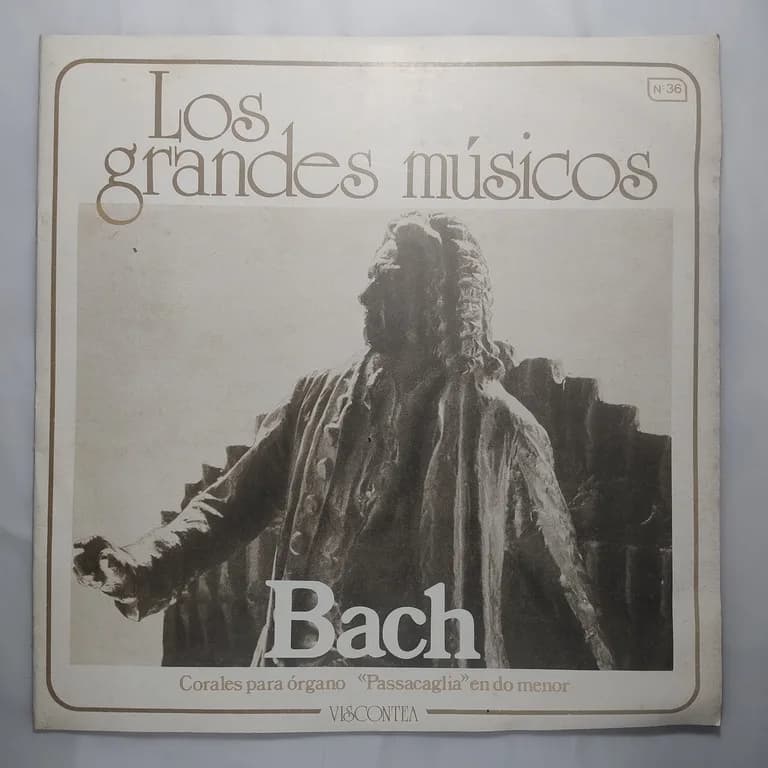 Nº 36
Los
grandes músicos
Bach
Corales para órgano «Passacaglia» en do menor
VISCONTEA